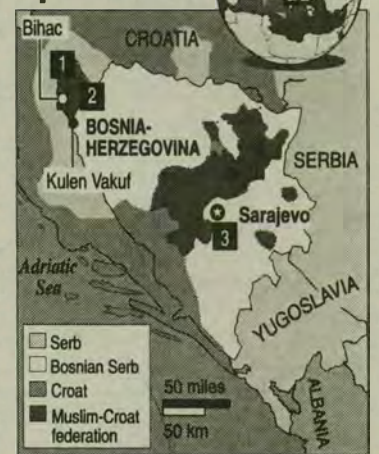 Bihac
CROATIA
1
2
BOSNIA-
HERZEGOVINA
SERBIA
Kulen Vakuf
Sarajevo
3
Adriatic
Sea
YUGOSLAVIA
Serb
Bosnian Serb
Croat
Muslim-Croat
federation
50 miles
50 km
ALBANIA